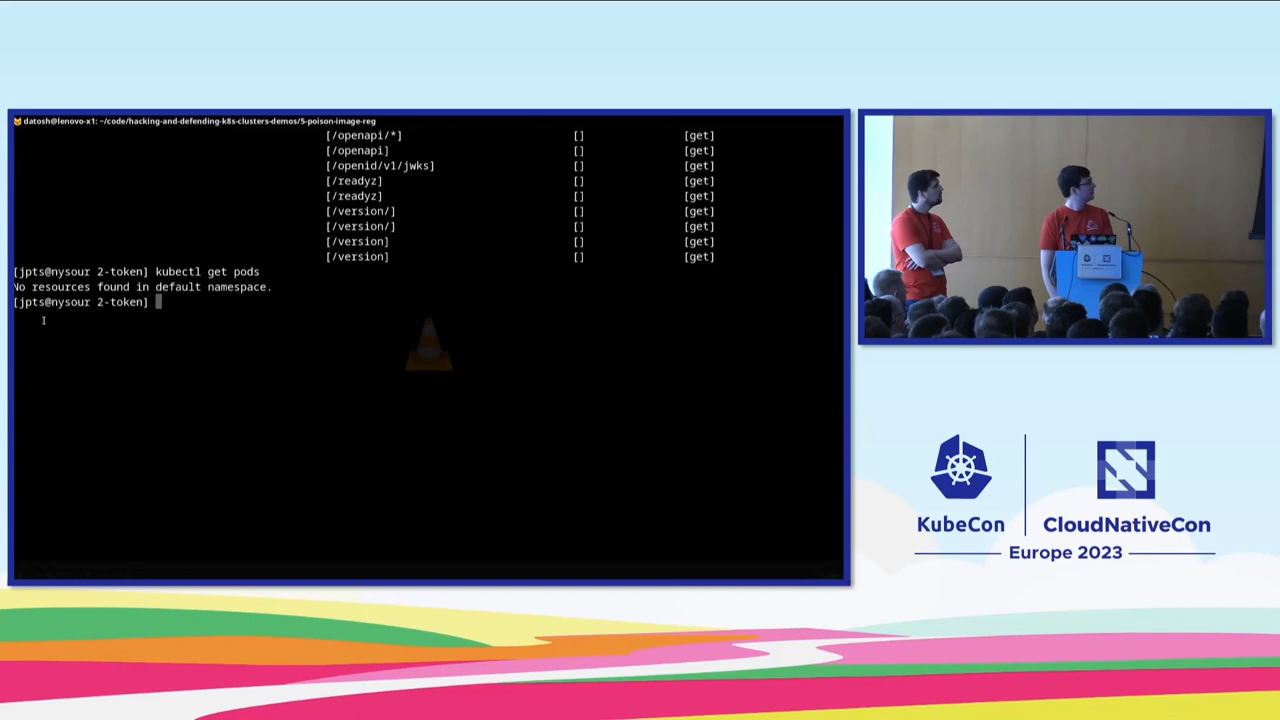 datosh@lenovo-x1: ~/code/hacking-and-defending-k8s-clusters-demos/5-poison-image-reg
[/openapi/*] [] [get]
[/openapi] [] [get]
[/openid/v1/jwks] [] [get]
[/readyz] [] [get]
[/readyz] [] [get]
[/version/] [] [get]
[/version/] [] [get]
[/version] [] [get]
[/version] [] [get]
[jpts@nysour 2-token] kubectl get pods
No resources found in default namespace.
[jpts@nysour 2-token]
KubeCon
CloudNativeCon
Europe 2023